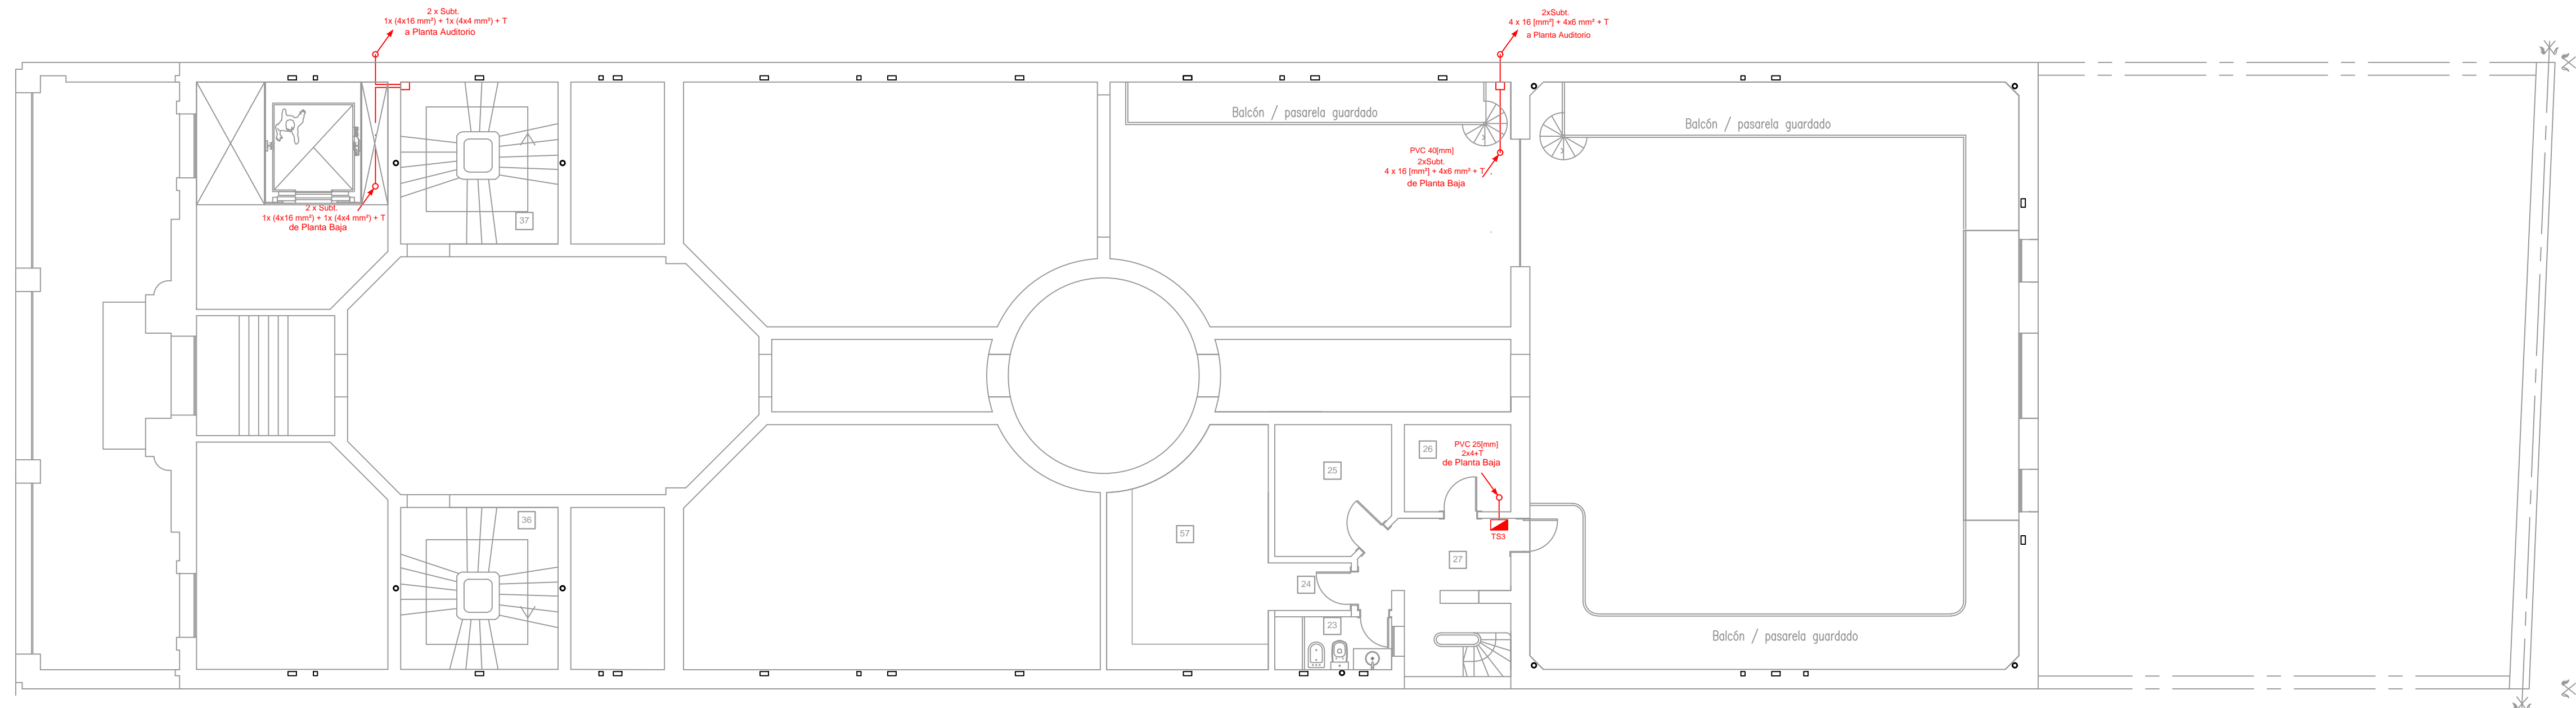 2 x Subt.
1x (4x16 mm²) + 1x (4x4 mm²) + T
a Planta Auditorio
2xSubt.
4 x 16 [mm²] + 4x6 mm² + T
a Planta Auditorio
Balcón / pasarela guardado
Balcón / pasarela guardado
PVC 40[mm]
2xSubt.
4 x 16 [mm²] + 4x6 mm² + T
de Planta Baja
2 x Subt.
1x (4x16 mm²) + 1x (4x4 mm²) + T
de Planta Baja
37
26
PVC 25[mm]
2x4+T
de Planta Baja
25
36
57
TS3
27
24
23
Balcón / pasarela guardado